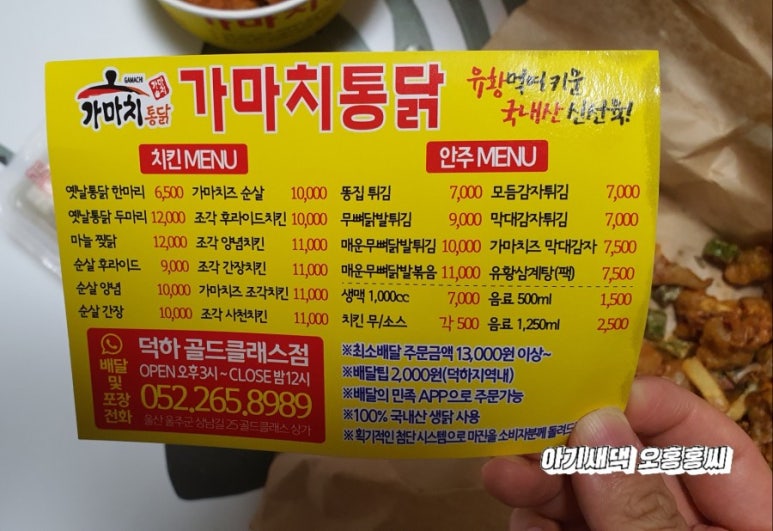 GAMACHI
가마치통닭
가마치통닭
유황먹여 키운
국내산 신선육!
치킨 MENU
옛날통닭 한마리 6,500
옛날통닭 두마리 12,000
마늘 찢닭 12,000
순살 후라이드 9,000
순살 양념 10,000
순살 간장 10,000
가마치즈 순살 10,000
조각 후라이드치킨 10,000
조각 양념치킨 11,000
조각 간장치킨 11,000
가마치즈 조각치킨 11,000
조각 사천치킨 11,000
안주 MENU
똥집 튀김 7,000
무뼈닭발튀김 9,000
매운무뼈닭발튀김 10,000
매운무뼈닭발볶음 11,000
생맥 1,000cc 7,000
치킨 무/소스 각 500
모듬감자튀김 7,000
막대감자튀김 7,000
가마치즈 막대감자 7,500
유황삼계탕(팩) 7,500
음료 500ml 1,500
음료 1,250ml 2,500
배달 및 포장 전화
덕하 골드클래스점
OPEN 오후3시 ~ CLOSE 밤12시
052.265.8989
울산 울주군 상남길 25 골드클래스 상가
※최소배달 주문금액 13,000원 이상~
※배달팁 2,000원(덕하지역내)
※배달의 민족 APP으로 주문가능
※100% 국내산 생닭 사용
※획기적인 첨단 시스템으로 마진을 소비자분께 돌려드
아기새댁 오홍홍씨